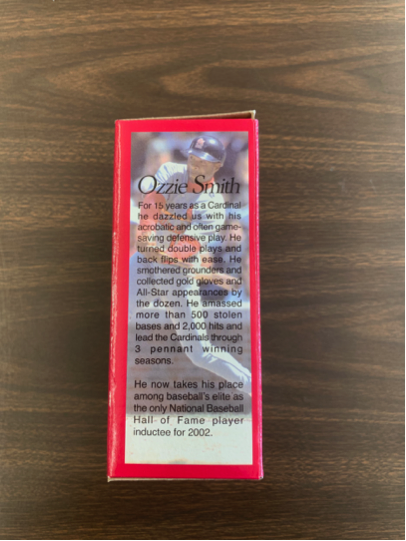 Ozzie Smith
For 15 years as a Cardinal
he dazzled us with his
acrobatic and often game-
saving defensive play. He
turned double plays and
back flips with ease. He
smothered grounders and
collected gold gloves and
All-Star appearances by
the dozen. He amassed
more than 500 stolen
bases and 2,000 hits and
lead the Cardinals through
3 pennant winning
seasons.
He now takes his place
among baseball's elite as
the only National Baseball
Hall of Fame player
inductee for 2002.